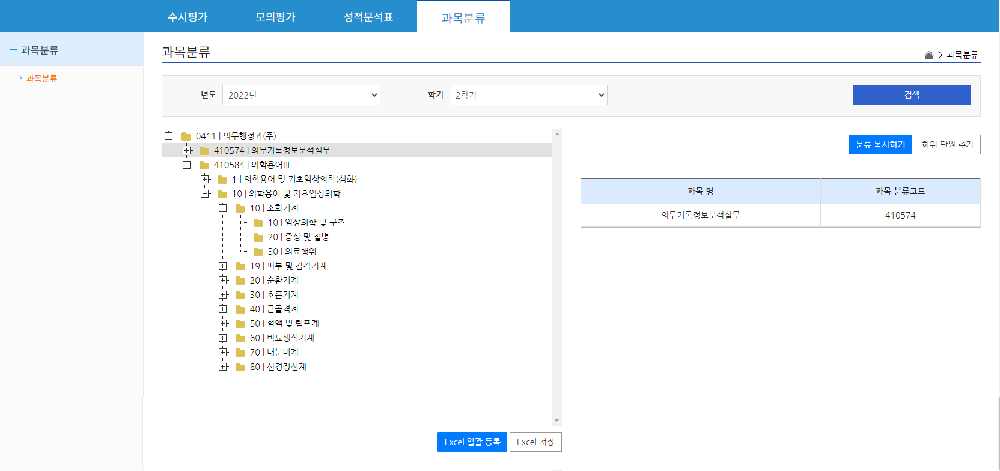 수시평가 모의평가 성적분석표 과목분류
과목분류
과목분류
과목분류
과목분류
년도 2022년 학기 2학기 검색
0411 | 의무행정과(주)
410574 | 의무기록정보분석실무
410584 | 의학용어Ⅲ
1 | 의학용어 및 기초임상의학(심화)
10 | 의학용어 및 기초임상의학
10 | 소화기계
10 | 임상의학 및 구조
20 | 증상 및 질병
30 | 의료행위
19 | 피부 및 감각기계
20 | 순환기계
30 | 호흡기계
40 | 근골격계
50 | 혈액 및 림프계
60 | 비뇨생식기계
70 | 내분비계
80 | 신경정신계
Excel 일괄 등록 Excel 저장
분류 복사하기 하위 단원 추가
과목 명 과목 분류코드
의무기록정보분석실무 410574